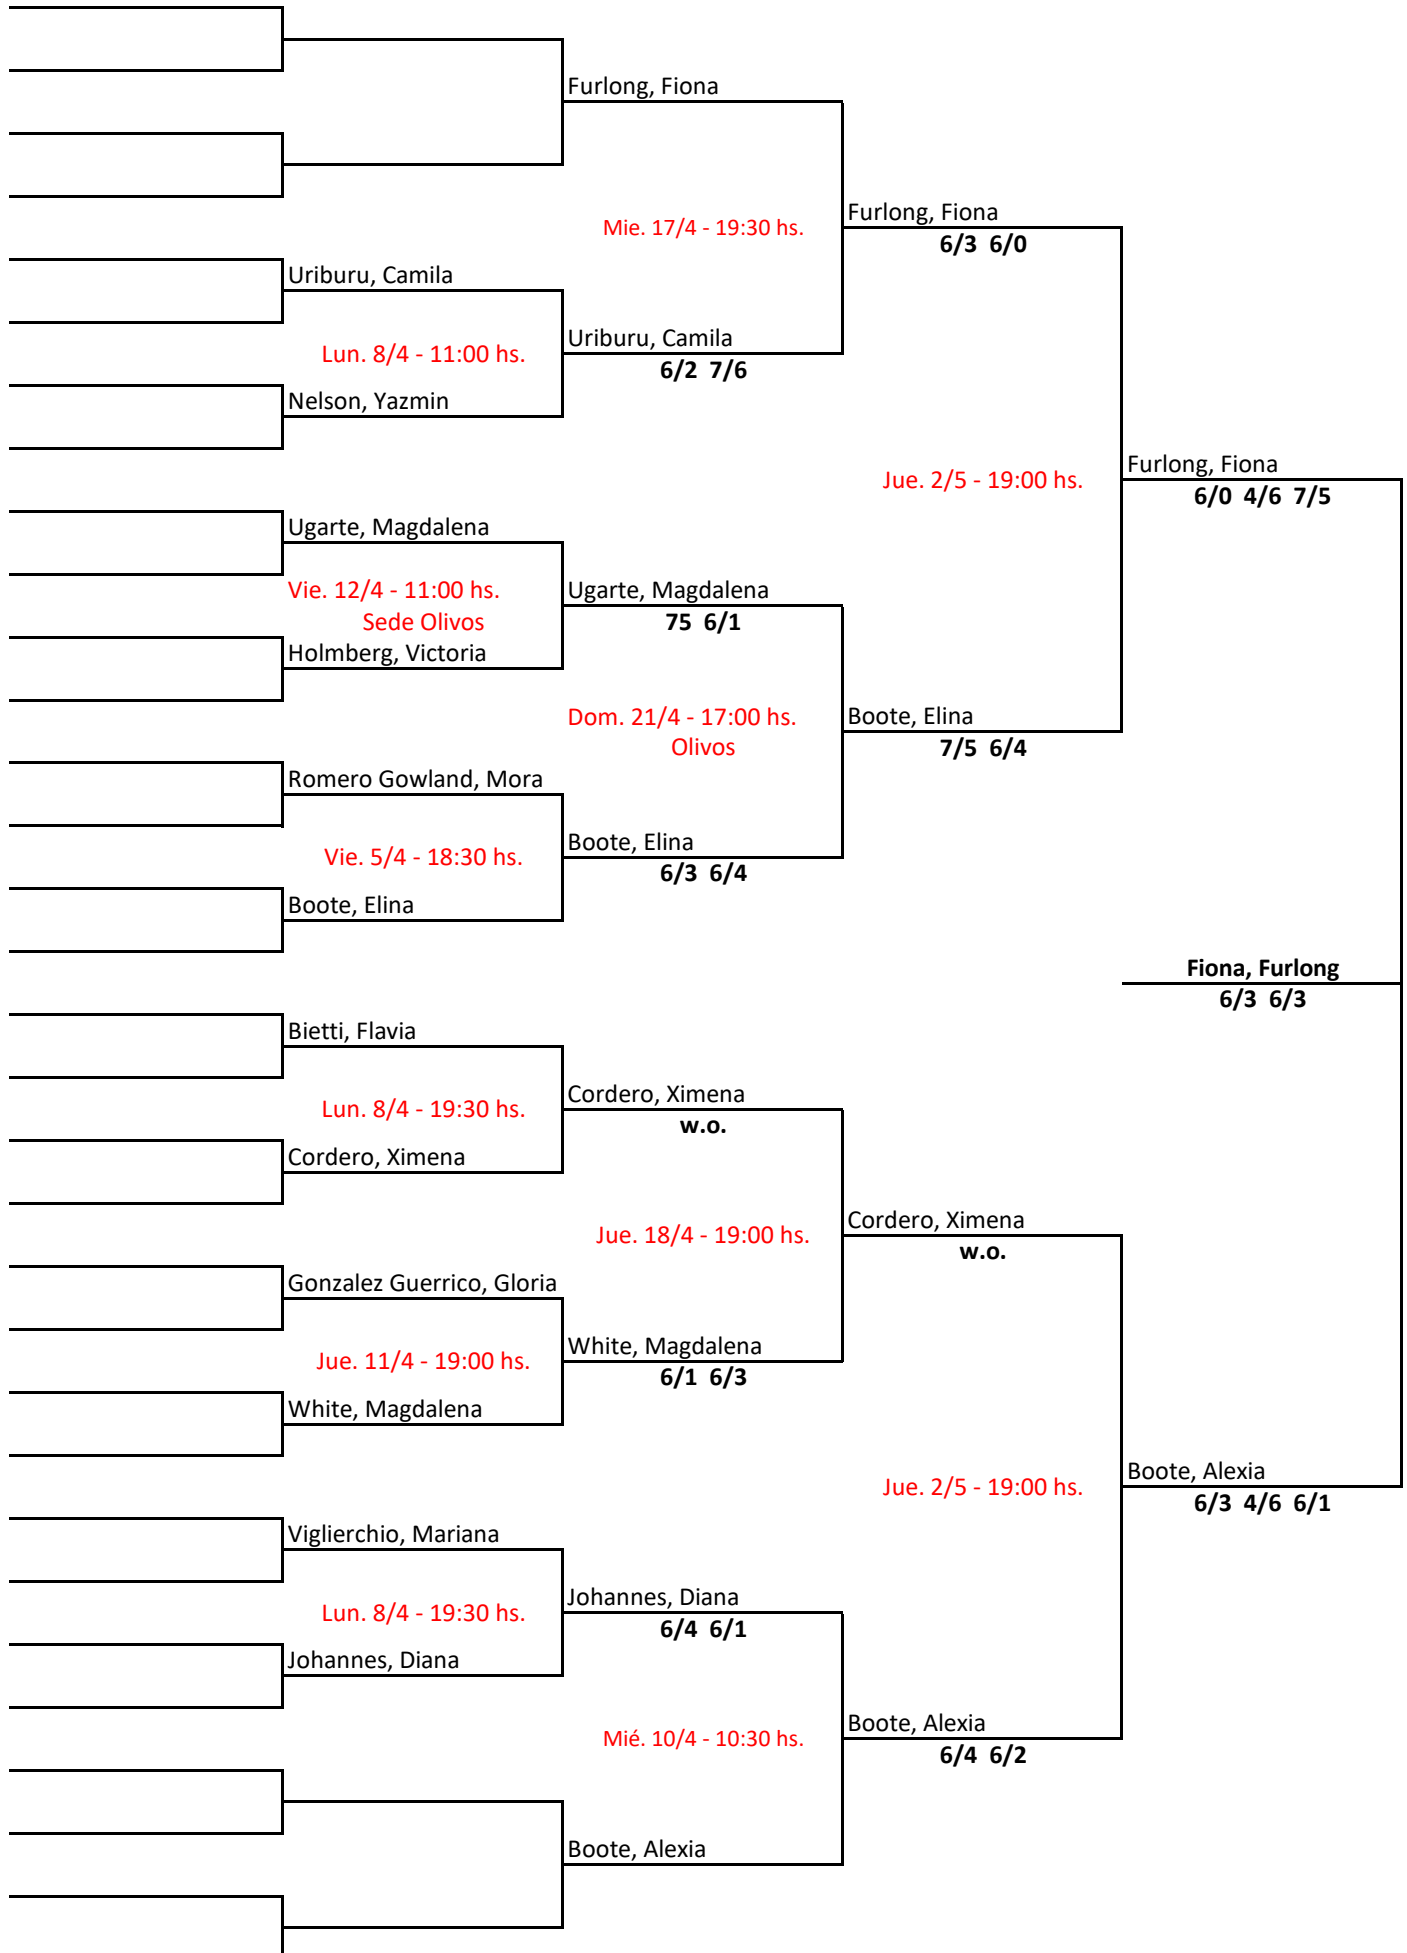 Furlong, Fiona
Mie. 17/4 - 19:30 hs.
Furlong, Fiona
6/3 6/0
Uriburu, Camila
Lun. 8/4 - 11:00 hs.
Uriburu, Camila
6/2 7/6
Nelson, Yazmin
Jue. 2/5 - 19:00 hs.
Furlong, Fiona
6/0 4/6 7/5
Ugarte, Magdalena
Vie. 12/4 - 11:00 hs.
Sede Olivos
Ugarte, Magdalena
75 6/1
Holmberg, Victoria
Dom. 21/4 - 17:00 hs.
Olivos
Boote, Elina
7/5 6/4
Romero Gowland, Mora
Vie. 5/4 - 18:30 hs.
Boote, Elina
6/3 6/4
Boote, Elina
Fiona, Furlong
6/3 6/3
Bietti, Flavia
Lun. 8/4 - 19:30 hs.
Cordero, Ximena
w.o.
Cordero, Ximena
Jue. 18/4 - 19:00 hs.
Cordero, Ximena
w.o.
Gonzalez Guerrico, Gloria
Jue. 11/4 - 19:00 hs.
White, Magdalena
6/1 6/3
White, Magdalena
Jue. 2/5 - 19:00 hs.
Boote, Alexia
6/3 4/6 6/1
Viglierchio, Mariana
Lun. 8/4 - 19:30 hs.
Johannes, Diana
6/4 6/1
Johannes, Diana
Mié. 10/4 - 10:30 hs.
Boote, Alexia
6/4 6/2
Boote, Alexia